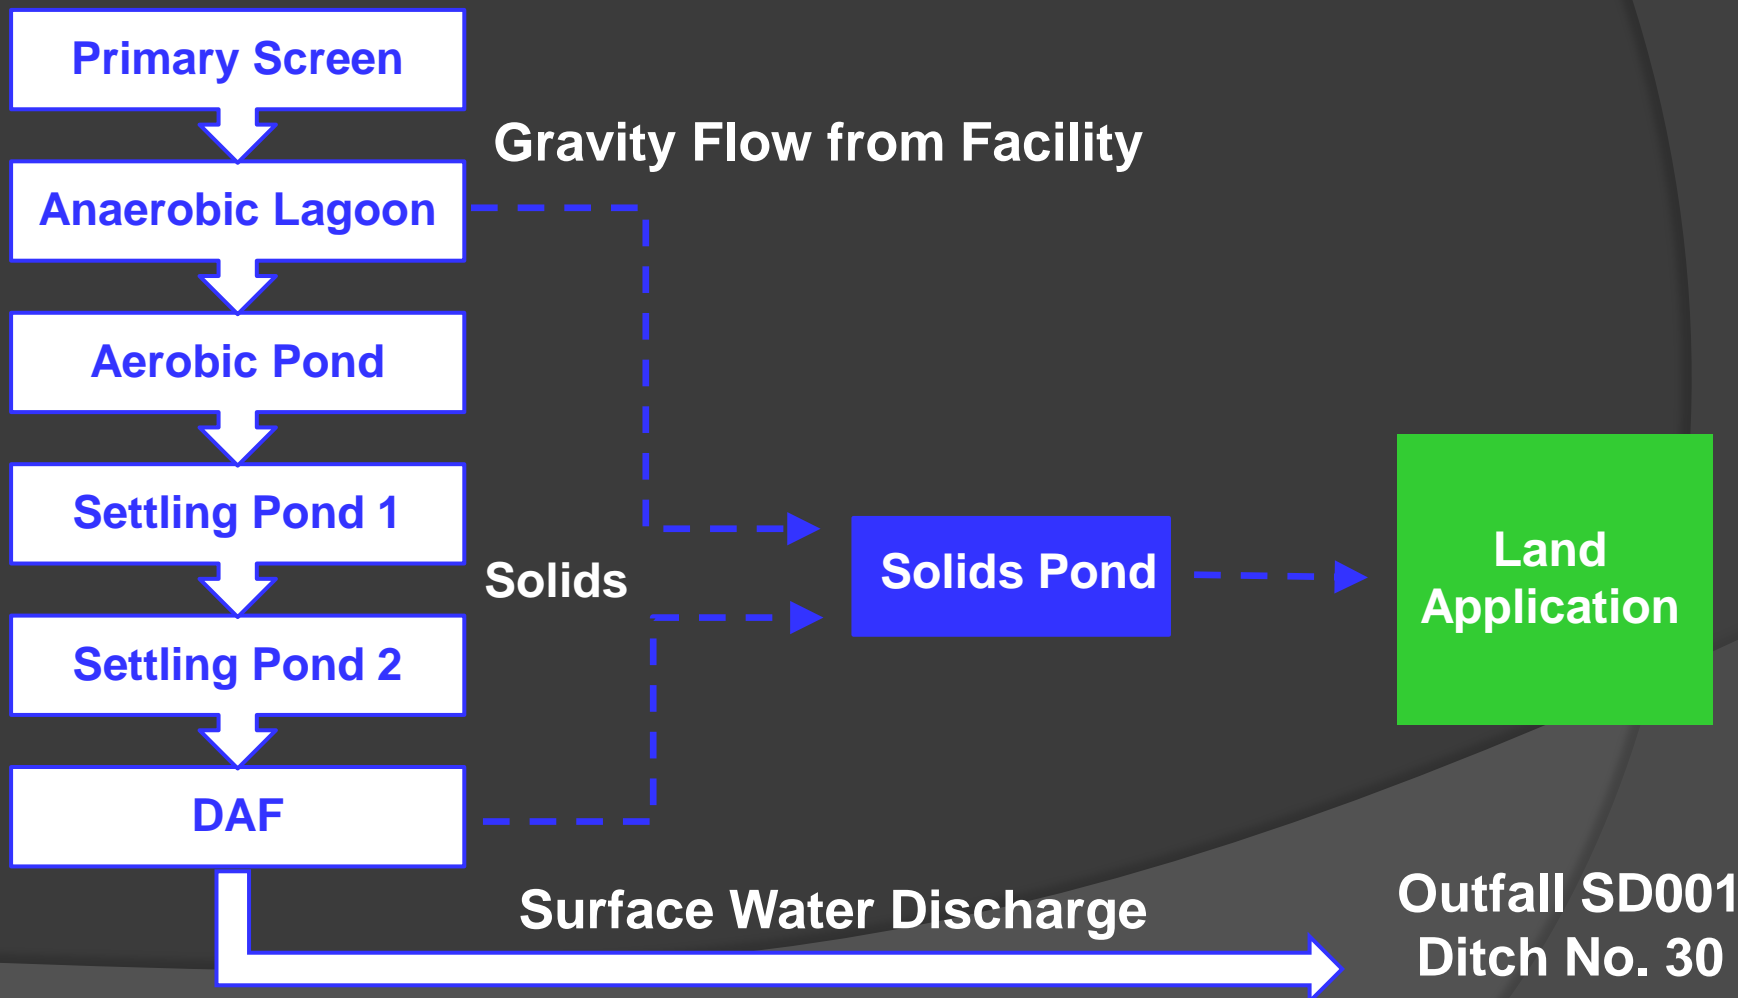 Primary Screen
Gravity Flow from Facility
Anaerobic Lagoon
Aerobic Pond
Settling Pond 1
Solids
Solids Pond
Land
Application
Settling Pond 2
DAF
Surface Water Discharge
Outfall SD001
Ditch No. 30